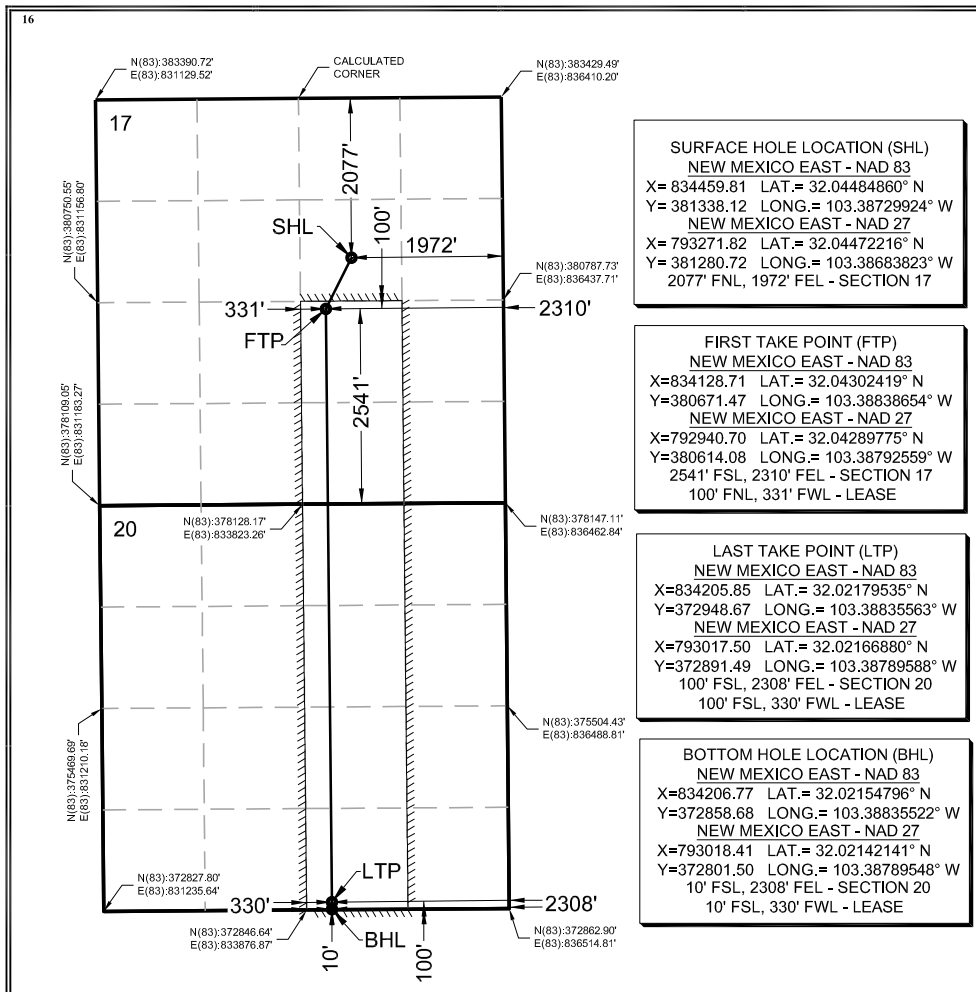 16
N(83):383390.72'
E(83):831129.52'
CALCULATED
CORNER
N(83):383429.49'
E(83):836410.20'
17
2077'
N(83):380750.55'
E(83):831156.80'
SHL
100'
1972'
N(83):380787.73'
E(83):836437.71'
331'
2310'
FTP
2541'
N(83):378109.05'
E(83):831183.27'
20
N(83):378128.17'
E(83):833823.26'
N(83):378147.11'
E(83):836462.84'
N(83):375469.69'
E(83):831210.18'
N(83):375504.43'
E(83):836488.81'
N(83):372827.80'
E(83):831235.64'
LTP
330'
2308'
N(83):372846.64'
E(83):833876.87'
10'
BHL
100'
N(83):372862.90'
E(83):836514.81'
SURFACE HOLE LOCATION (SHL)
NEW MEXICO EAST - NAD 83
X= 834459.81 LAT.= 32.04484860° N
Y= 381338.12 LONG.= 103.38729924° W
NEW MEXICO EAST - NAD 27
X= 793271.82 LAT.= 32.04472216° N
Y= 381280.72 LONG.= 103.38683823° W
2077' FNL, 1972' FEL - SECTION 17
FIRST TAKE POINT (FTP)
NEW MEXICO EAST - NAD 83
X=834128.71 LAT.= 32.04302419° N
Y=380671.47 LONG.= 103.38838654° W
NEW MEXICO EAST - NAD 27
X=792940.70 LAT.= 32.04289775° N
Y=380614.08 LONG.= 103.38792559° W
2541' FSL, 2310' FEL - SECTION 17
100' FNL, 331' FWL - LEASE
LAST TAKE POINT (LTP)
NEW MEXICO EAST - NAD 83
X=834205.85 LAT.= 32.02179535° N
Y=372948.67 LONG.= 103.38835563° W
NEW MEXICO EAST - NAD 27
X=793017.50 LAT.= 32.02166880° N
Y=372891.49 LONG.= 103.38789588° W
100' FSL, 2308' FEL - SECTION 20
100' FSL, 330' FWL - LEASE
BOTTOM HOLE LOCATION (BHL)
NEW MEXICO EAST - NAD 83
X=834206.77 LAT.= 32.02154796° N
Y=372858.68 LONG.= 103.38835522° W
NEW MEXICO EAST - NAD 27
X=793018.41 LAT.= 32.02142141° N
Y=372801.50 LONG.= 103.38789548° W
10' FSL, 2308' FEL - SECTION 20
10' FSL, 330' FWL - LEASE